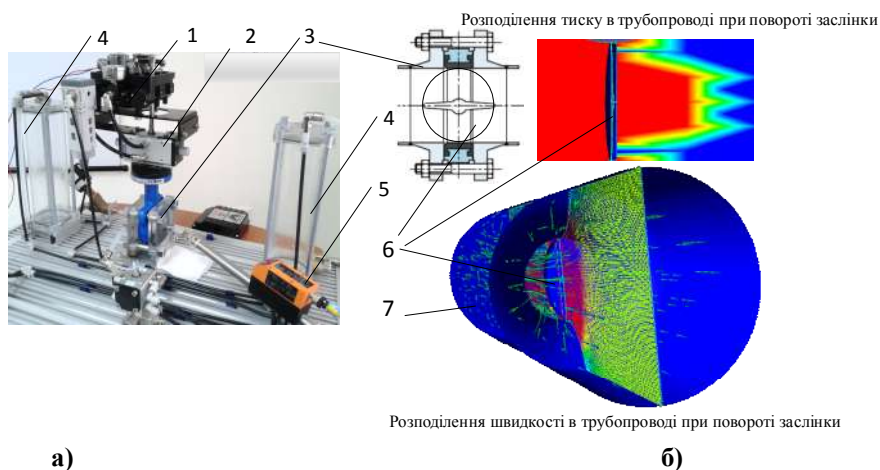 Розподілення тиску в трубопроводі при повороті заслінки
4
1
2
3
4
5
6
7
Розподілення швидкості в трубопроводі при повороті заслінки
а)
б)